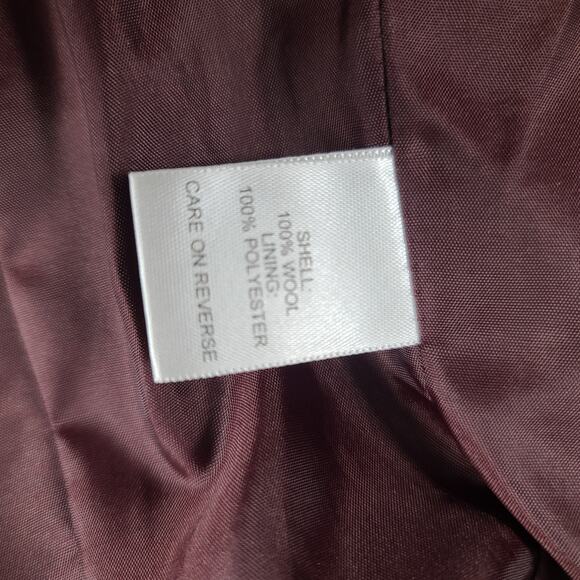 SHELL:
100% WOOL
LINING:
100% POLYESTER
CARE ON REVERSE